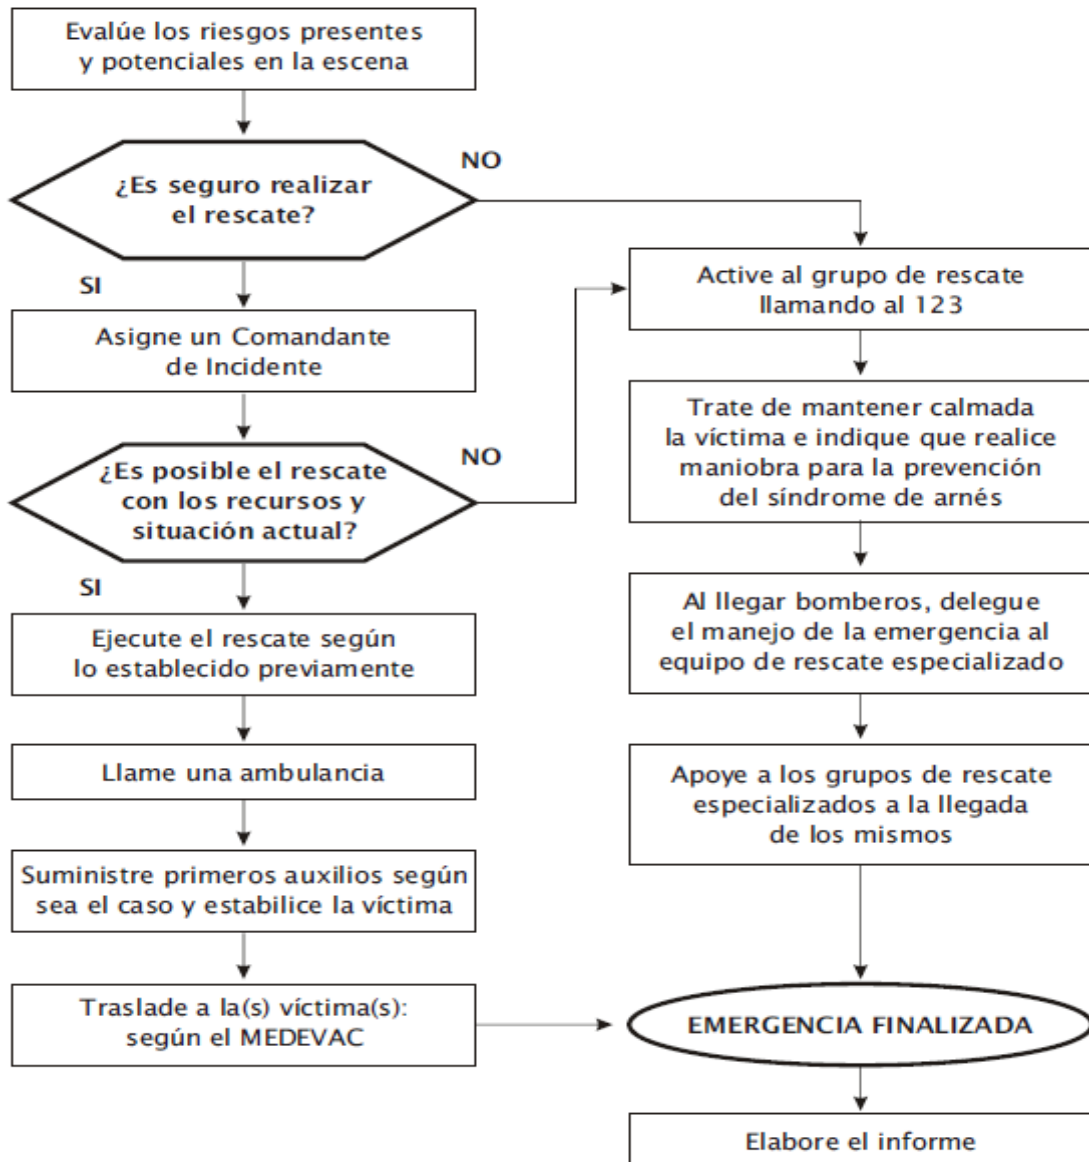 Evalúe los riesgos presentes
y potenciales en la escena
¿Es seguro realizar
el rescate?
NO
SI
Asigne un Comandante
de Incidente
¿Es posible el rescate
con los recursos y
situación actual?
NO
SI
Ejecute el rescate según
lo establecido previamente
Llame una ambulancia
Suministre primeros auxilios según
sea el caso y estabilice la víctima
Traslade a la(s) víctima(s):
según el MEDEVAC
Active al grupo de rescate
llamando al 123
Trate de mantener calmada
la víctima e indique que realice
maniobra para la prevención
del síndrome de arnés
Al llegar bomberos, delegue
el manejo de la emergencia al
equipo de rescate especializado
Apoye a los grupos de rescate
especializados a la llegada
de los mismos
EMERGENCIA FINALIZADA
Elabore el informe